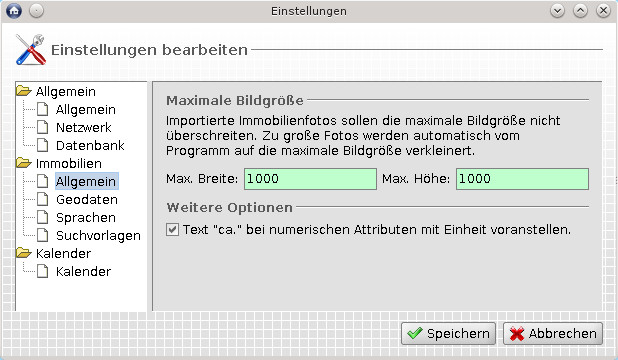 Einstellungen
Einstellungen bearbeiten
Allgemein
Allgemein
Netzwerk
Datenbank
Immobilien
Allgemein
Geodaten
Sprachen
Suchvorlagen
Kalender
Kalender
Maximale Bildgröße
Importierte Immobilienfotos sollen die maximale Bildgröße nicht
überschreiten. Zu große Fotos werden automatisch vom
Programm auf die maximale Bildgröße verkleinert.
Max. Breite: 1000 Max. Höhe: 1000
Weitere Optionen
Text "ca." bei numerischen Attributen mit Einheit voranstellen.
Speichern Abbrechen